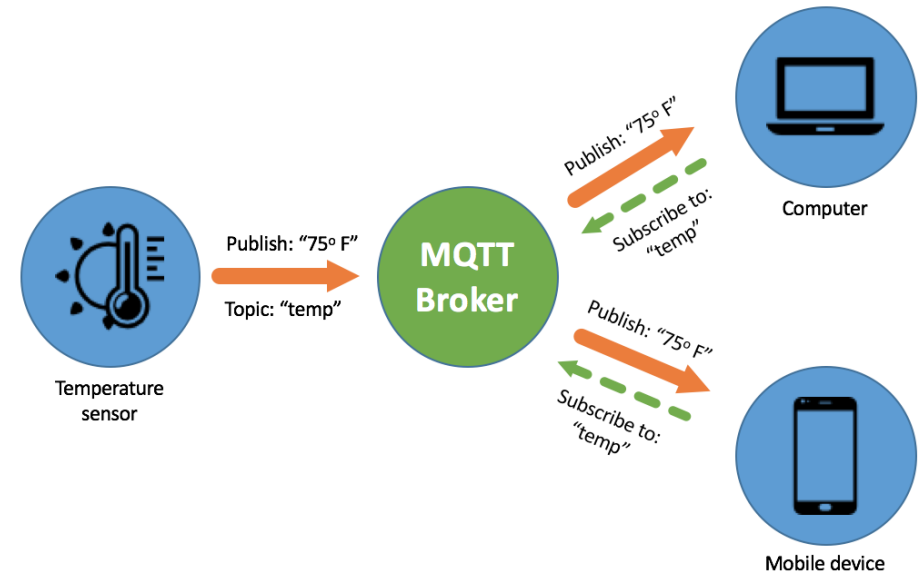 Publish: “75º F”
Topic: “temp”
Temperature
sensor
MQTT
Broker
Publish: “75º F”
Subscribe to:
“temp”
Computer
Publish: “75º F”
Subscribe to:
“temp”
Mobile device